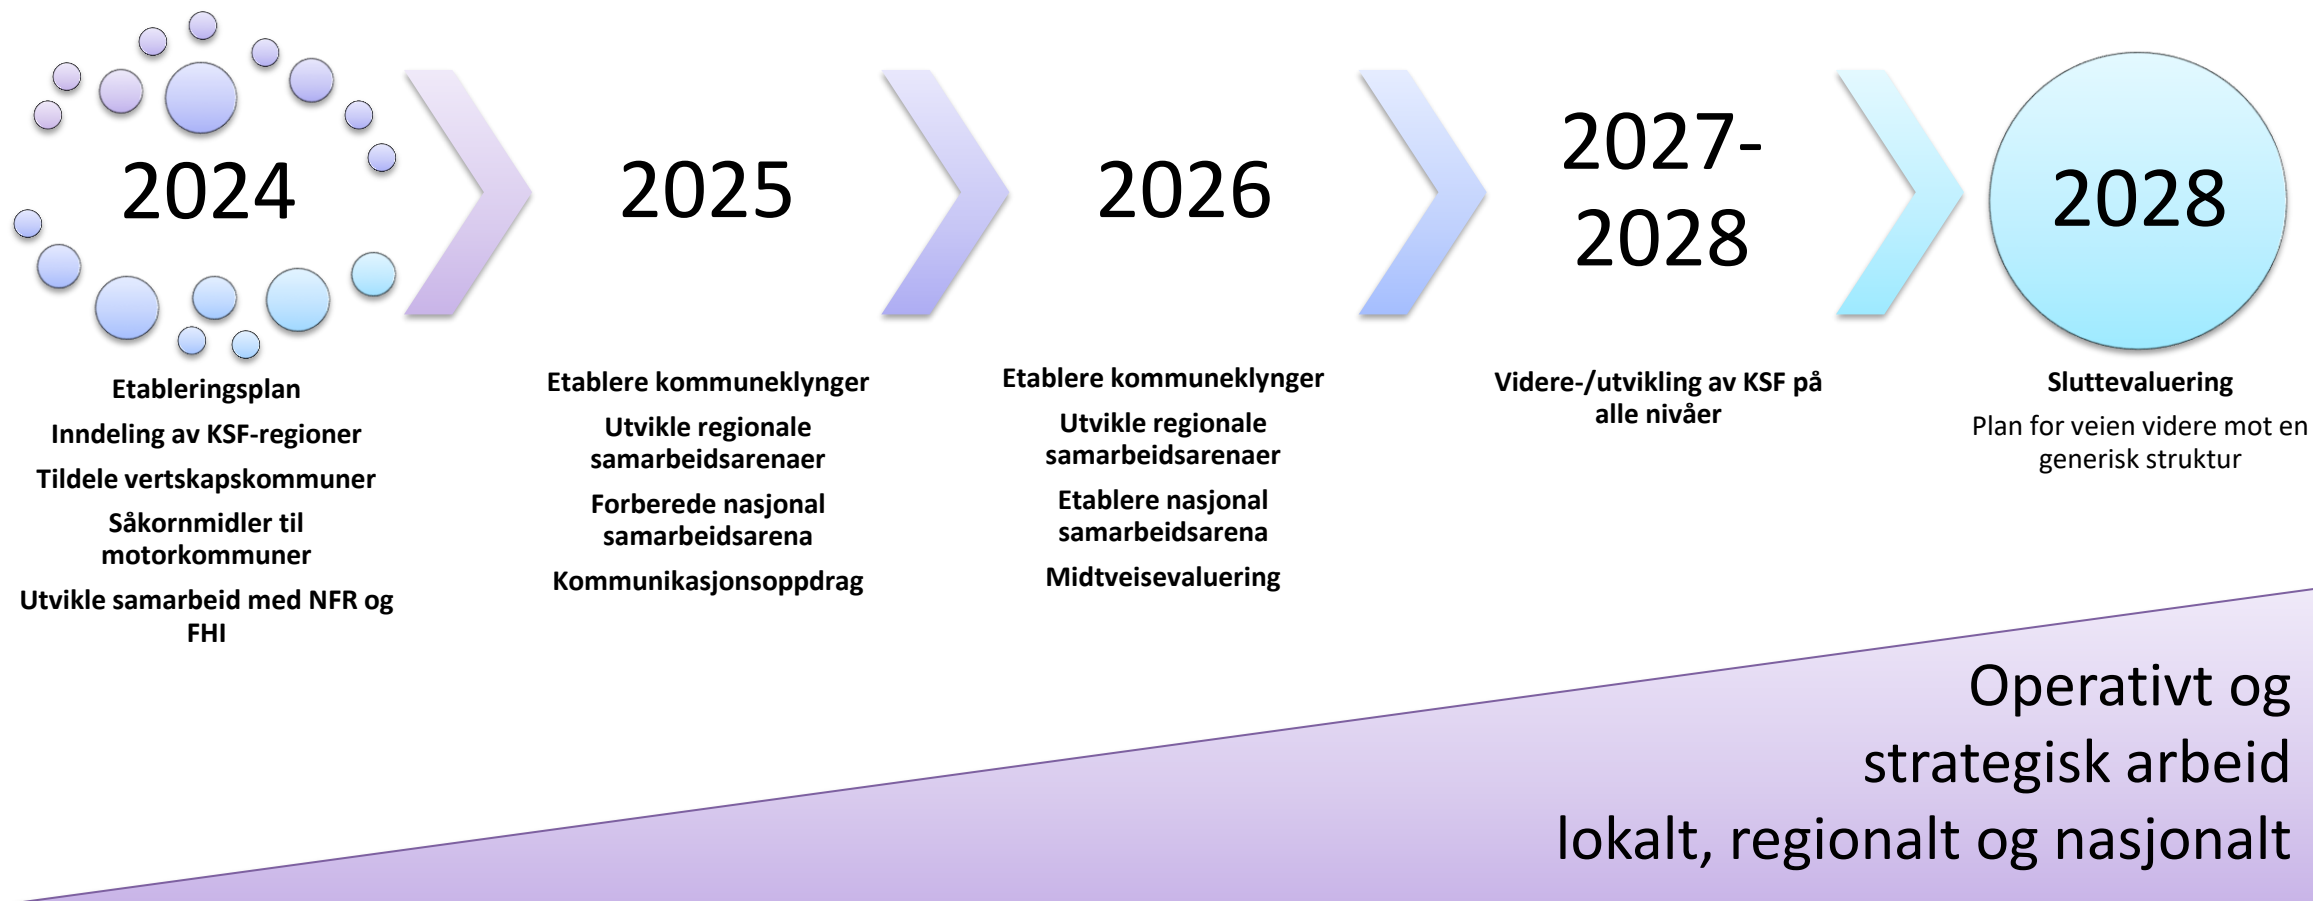 2024
Etableringsplan
Inndeling av KSF-regioner
Tildele vertskapskommuner
Såkornmidler til
motorkommuner
Utvikle samarbeid med NFR og
FHI
2025
Etablere kommuneklynger
Utvikle regionale
samarbeidsarenaer
Forberede nasjonal
samarbeidsarena
Kommunikasjonsoppdrag
2026
Etablere kommuneklynger
Utvikle regionale
samarbeidsarenaer
Etablere nasjonal
samarbeidsarena
Midtveisevaluering
2027-
2028
Videre-/utvikling av KSF på
alle nivåer
2028
Sluttevaluering
Plan for veien videre mot en
generisk struktur
Operativt og
strategisk arbeid
lokalt, regionalt og nasjonalt